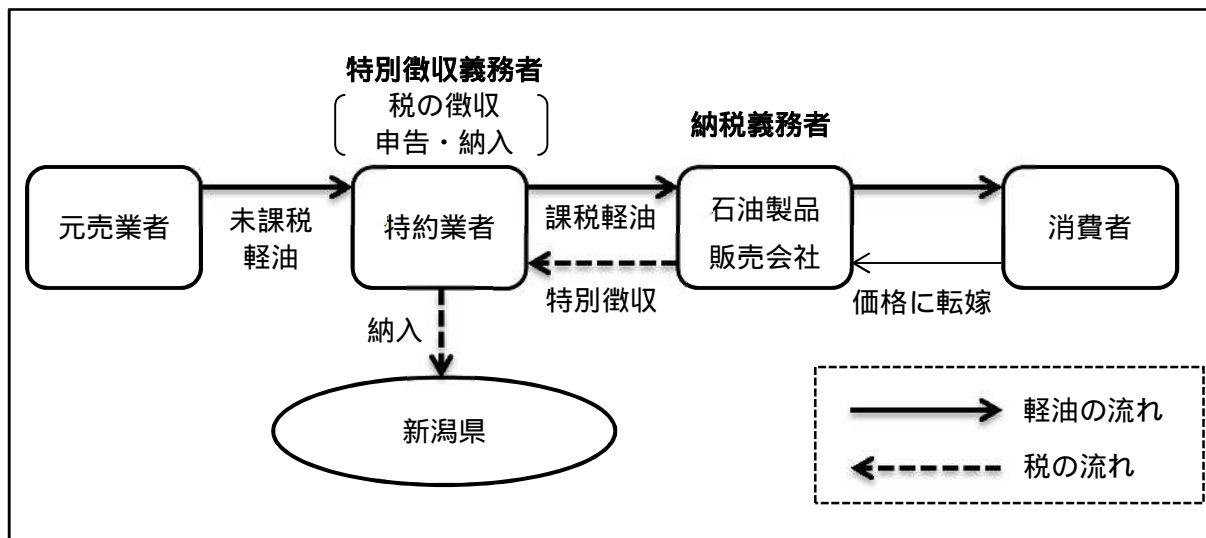 特別徴収義務者
税の徴収
申告・納入
納税義務者
元売業者
未課税
軽油
特約業者
課税軽油
特別徴収
石油製品
販売会社
消費者
価格に転嫁
納入
新潟県
軽油の流れ
税の流れ